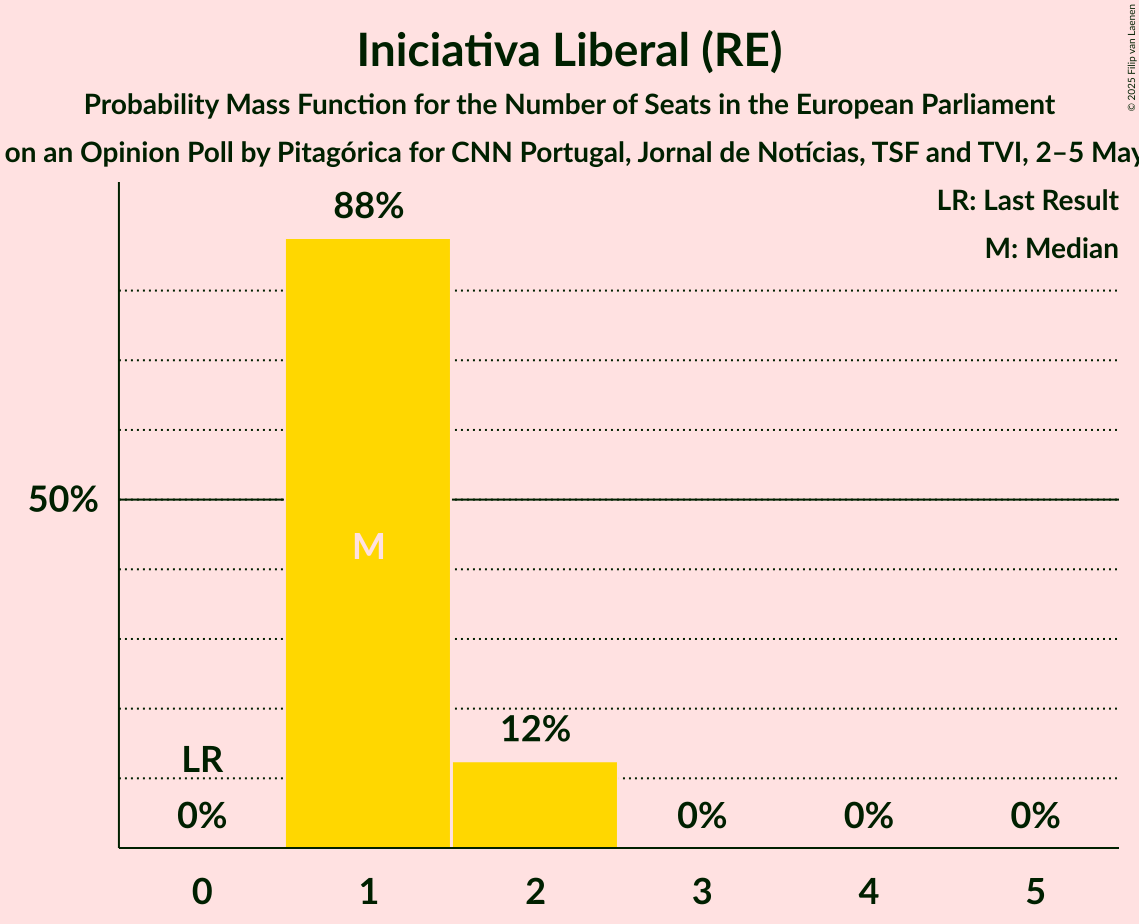 Iniciativa Liberal (RE)
Probability Mass Function for the Number of Seats in the European Parliament
on an Opinion Poll by Pitagórica for CNN Portugal, Jornal de Notícias, TSF and TVI, 2–5 May
© 2025 Filip van Laenen
LR: Last Result
M: Median
88%
50%
M
12%
LR
0%
0%
0%
0%
0
1
2
3
4
5